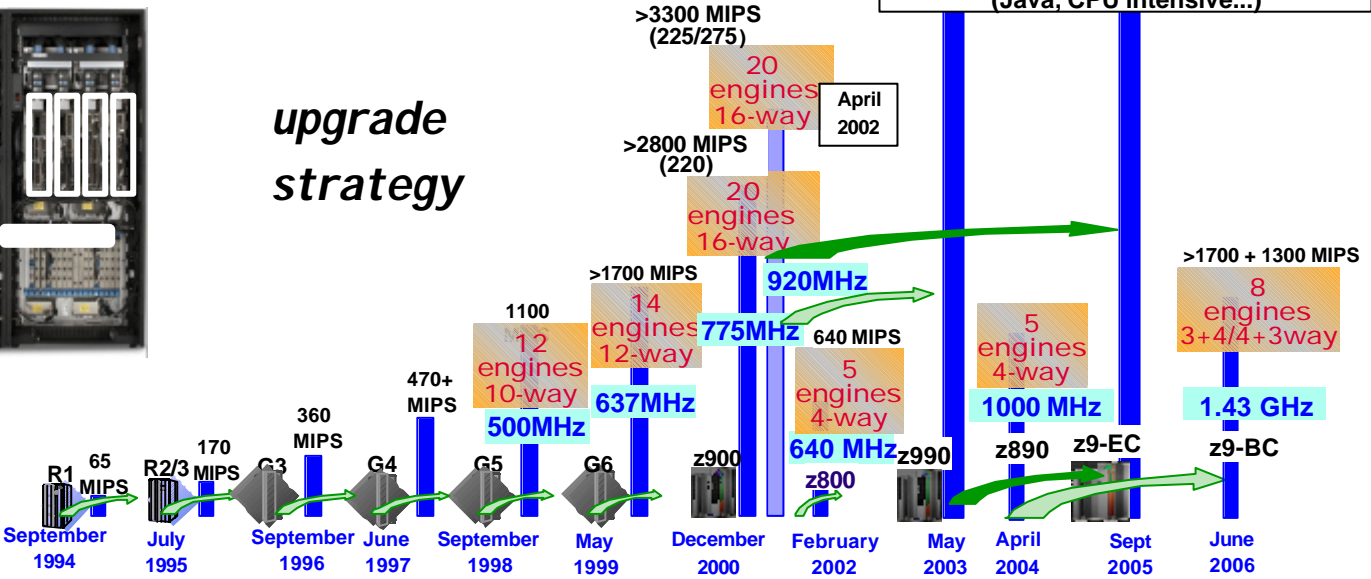 (Java, CPU intensive...)
upgrade
strategy
>3300 MIPS
(225/275)
20
engines
16-way
April
2002
>2800 MIPS
(220)
20
engines
16-way
920MHz
775MHz
>1700 MIPS
14
engines
12-way
637MHz
1100
12
engines
10-way
500MHz
470+
MIPS
360
MIPS
170
MIPS
65
MIPS
640 MIPS
5
engines
4-way
640 MHz
5
engines
4-way
1000 MHz
>1700 + 1300 MIPS
8
engines
3+4/4+3way
1.43 GHz
R1
R2/3
G3
G4
G5
G6
z900
z800
z990
z890
z9-EC
z9-BC
September
1994
July
1995
September
1996
June
1997
September
1998
May
1999
December
2000
February
2002
May
2003
April
2004
Sept
2005
June
2006